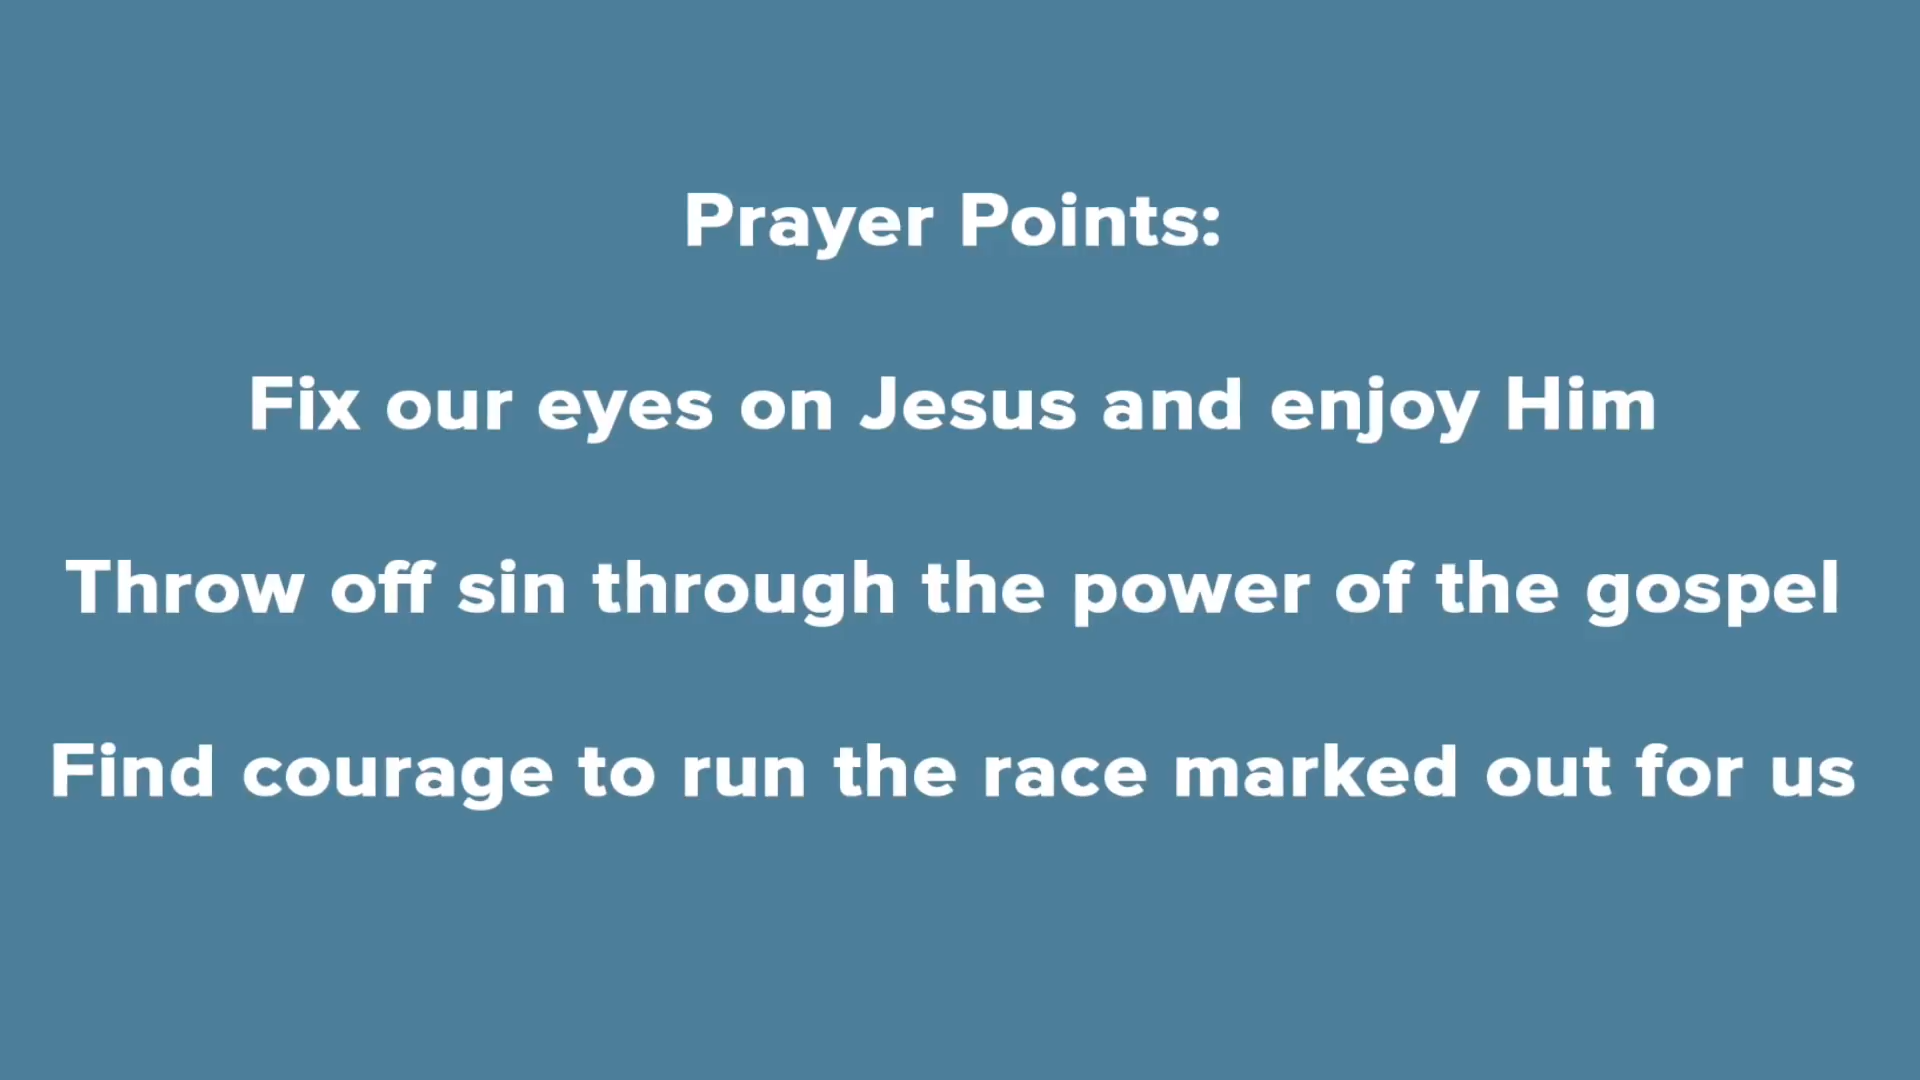 Prayer Points:
Fix our eyes on Jesus and enjoy Him
Throw off sin through the power of the gospel
Find courage to run the race marked out for us